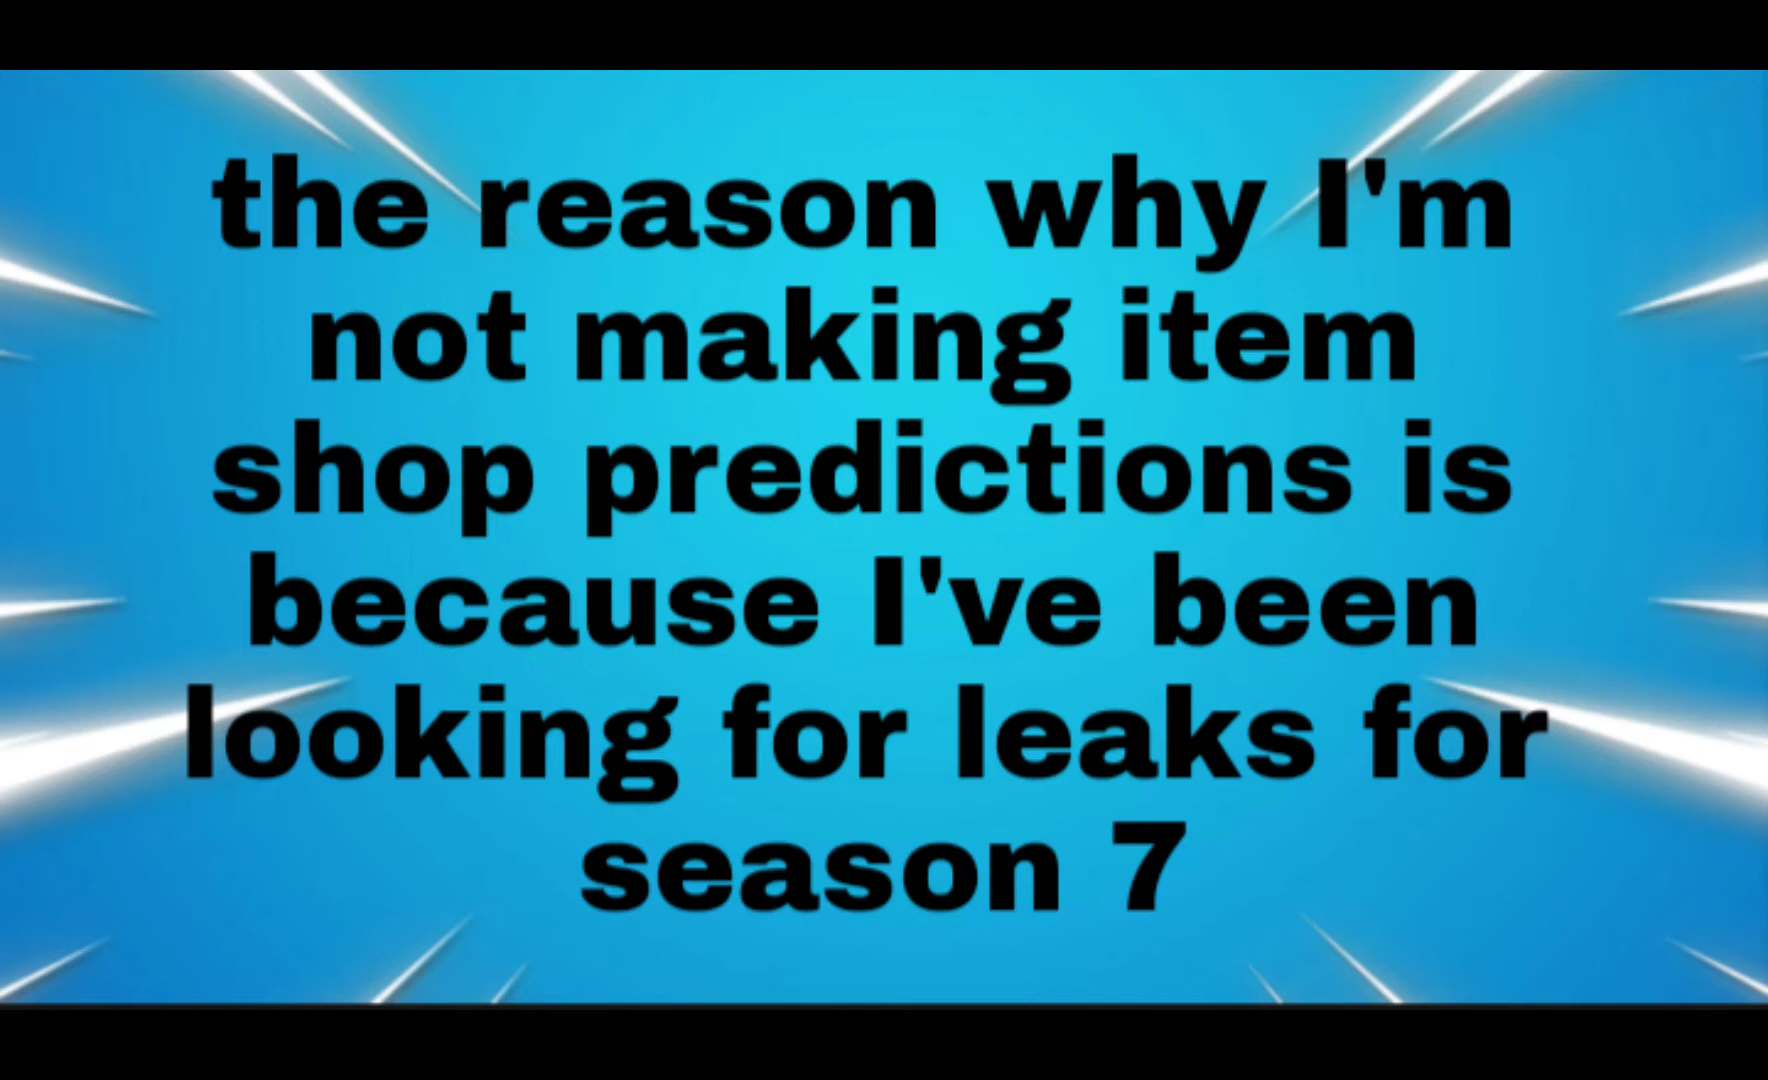 the reason why I'm
not making item
shop predictions is
because I've been
looking for leaks for
season 7